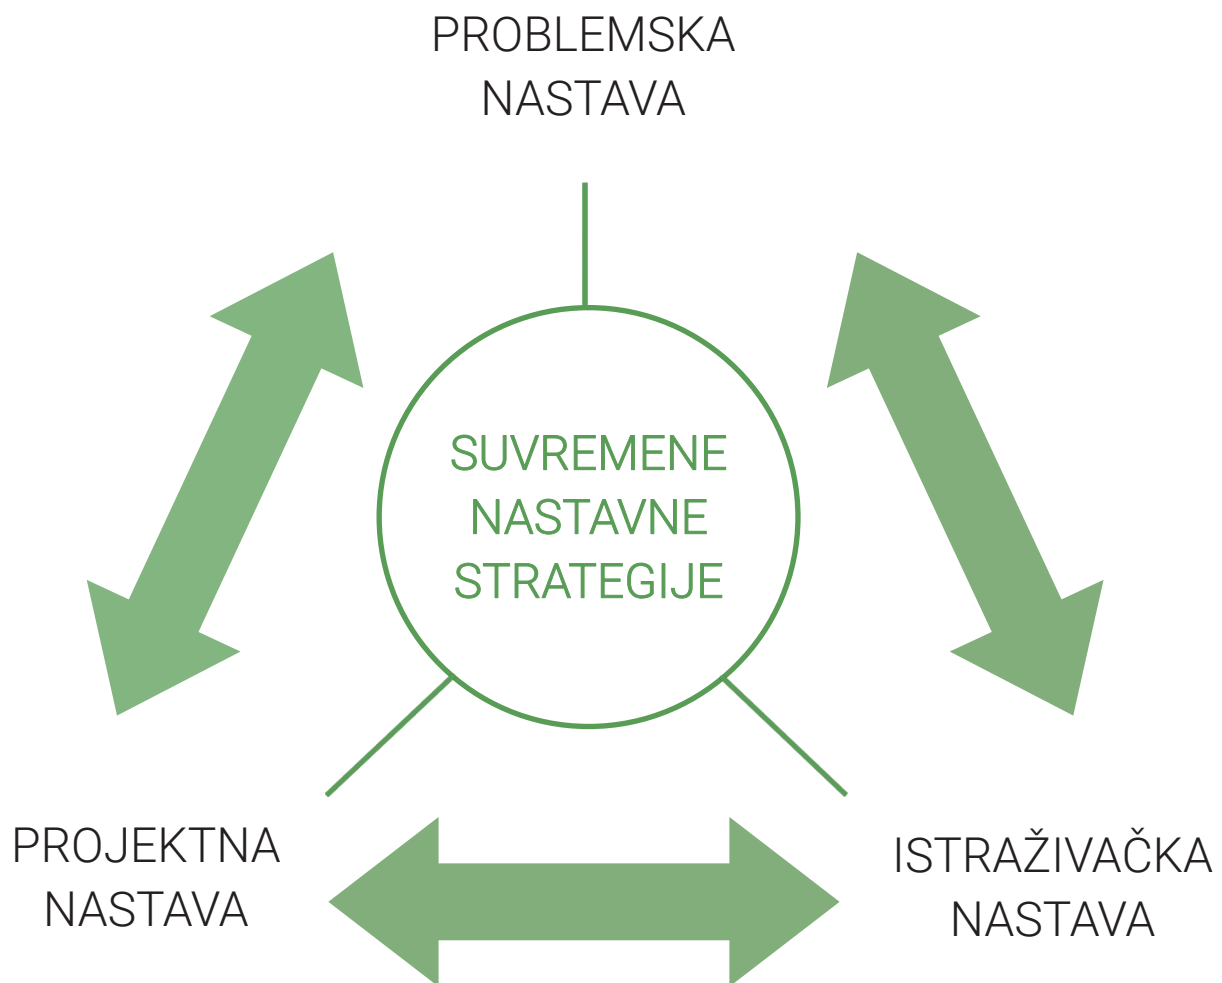 PROBLEMSKA
NASTAVA
SUVREMENE
NASTAVNE
STRATEGIJE
PROJEKTNA
NASTAVA
ISTRAŽIVAČKA
NASTAVA